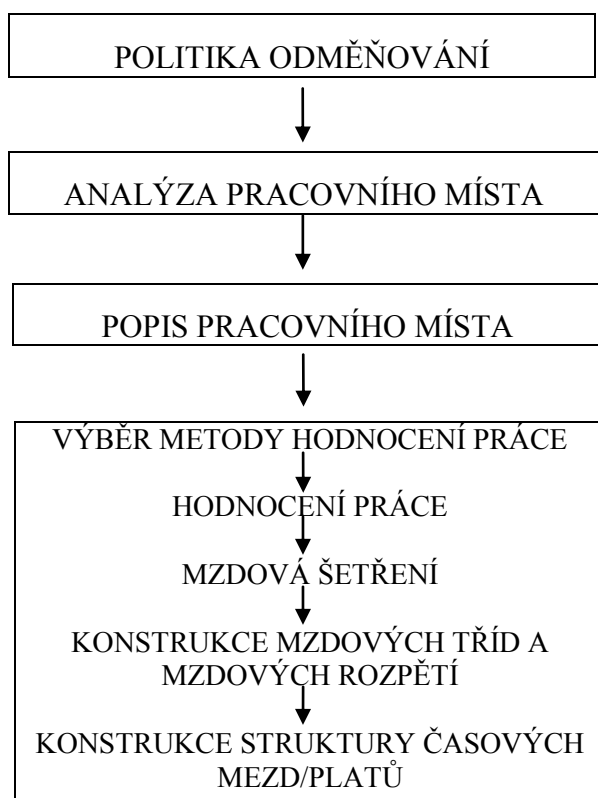 POLITIKA ODMĚŇOVÁNÍ
ANALÝZA PRACOVNÍHO MÍSTA
POPIS PRACOVNÍHO MÍSTA
VÝBĚR METODY HODNOCENÍ PRÁCE
HODNOCENÍ PRÁCE
MZDOVÁ ŠETŘENÍ
KONSTRUKCE MZDOVÝCH TŘÍD A
MZDOVÝCH ROZPĚTÍ
KONSTRUKCE STRUKTURY ČASOVÝCH
MEZD/PLATŮ